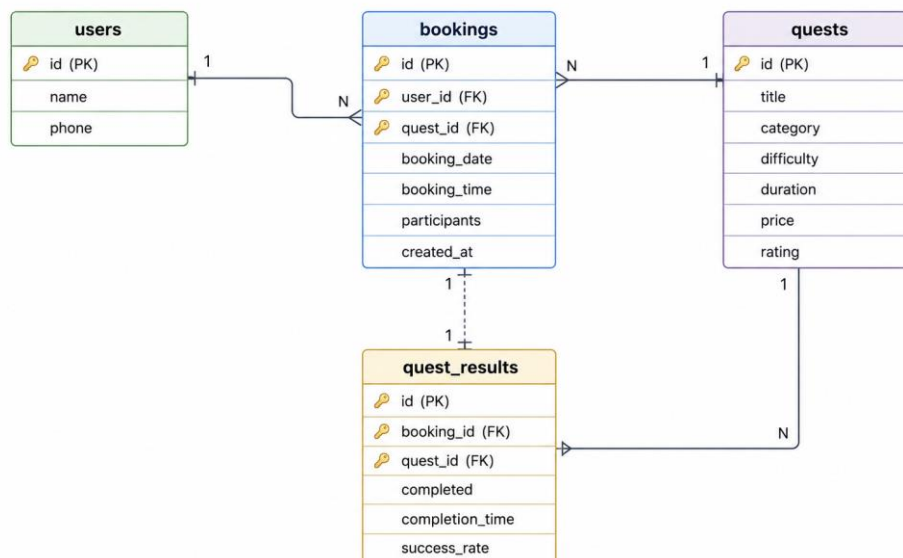 users
id (PK)
name
phone
1
N
bookings
id (PK)
user_id (FK)
quest_id (FK)
booking_date
booking_time
participants
created_at
N
1
quests
id (PK)
title
category
difficulty
duration
price
rating
1
1
1
N
quest_results
id (PK)
booking_id (FK)
quest_id (FK)
completed
completion_time
success_rate